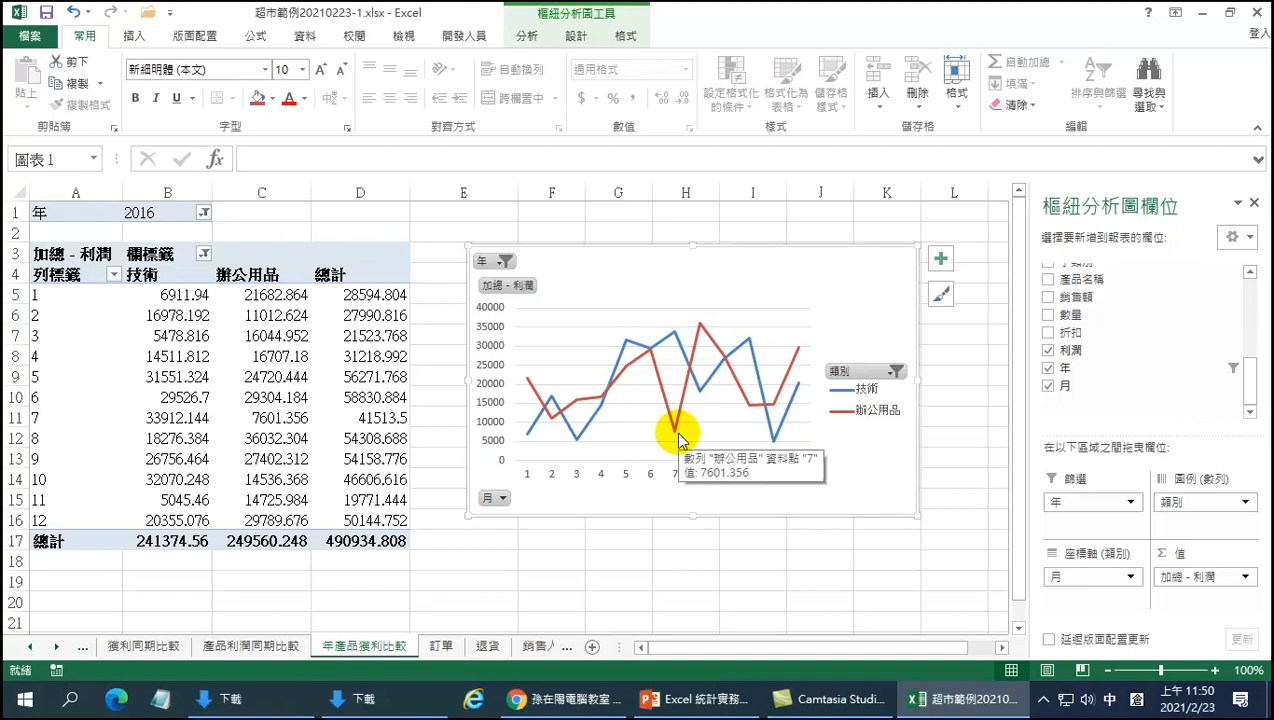 超市範例20210223-1.xlsx - Excel
樞紐分析圖工具
登入
檔案 常用 插入 版面配置 公式 資料 校閱 檢視 開發人員 分析 設計 格式
貼上
剪下
複製
複製格式
剪貼簿
新細明體 (本文) 10
B I U
字型
自動換列
跨欄置中
對齊方式
通用格式
數值
設定格式化的條件
格式化為表格
儲存格樣式
樣式
插入 刪除 格式
儲存格
自動加總
填滿
清除
排序與篩選
尋找與選取
編輯
圖表 1
fx
A B C D E F G H I J K L
1 年 2016
2
3 加總 - 利潤 欄標籤
4 列標籤 技術 辦公用品 總計
5 1 6911.94 21682.864 28594.804
6 2 16978.192 11012.624 27990.816
7 3 5478.816 16044.952 21523.768
8 4 14511.812 16707.18 31218.992
9 5 31551.324 24720.444 56271.768
10 6 29526.7 29304.184 58830.884
11 7 33912.144 7601.356 41513.5
12 8 18276.384 36032.304 54308.688
13 9 26756.464 27402.312 54158.776
14 10 32070.248 14536.368 46606.616
15 11 5045.46 14725.984 19771.444
16 12 20355.076 29789.676 50144.752
17 總計 241374.56 249560.248 490934.808
18
19
20
21
年
加總 - 利潤
40000
35000
30000
25000
20000
15000
10000
5000
0
1 2 3 4 5 6 7
月
類別
技術
辦公用品
數列 "辦公用品" 資料點 "7"
值: 7601.356
樞紐分析圖欄位
選擇要新增到報表的欄位:
產品名稱
銷售額
數量
折扣
利潤
年
月
在以下區域之間拖曳欄位:
篩選
年
圖例 (數列)
類別
座標軸 (類別)
月
Σ 值
加總 - 利潤
延遲版面配置更新 更新
... 獲利同期比較 產品利潤同期比較 年產品獲利比較 訂單 退貨 銷售人 ...
就緒
100%
下載
下載
孫在陽電腦教室...
Excel 統計實務...
Camtasia Studi...
超市範例20210...
中
上午 11:50
2021/2/23